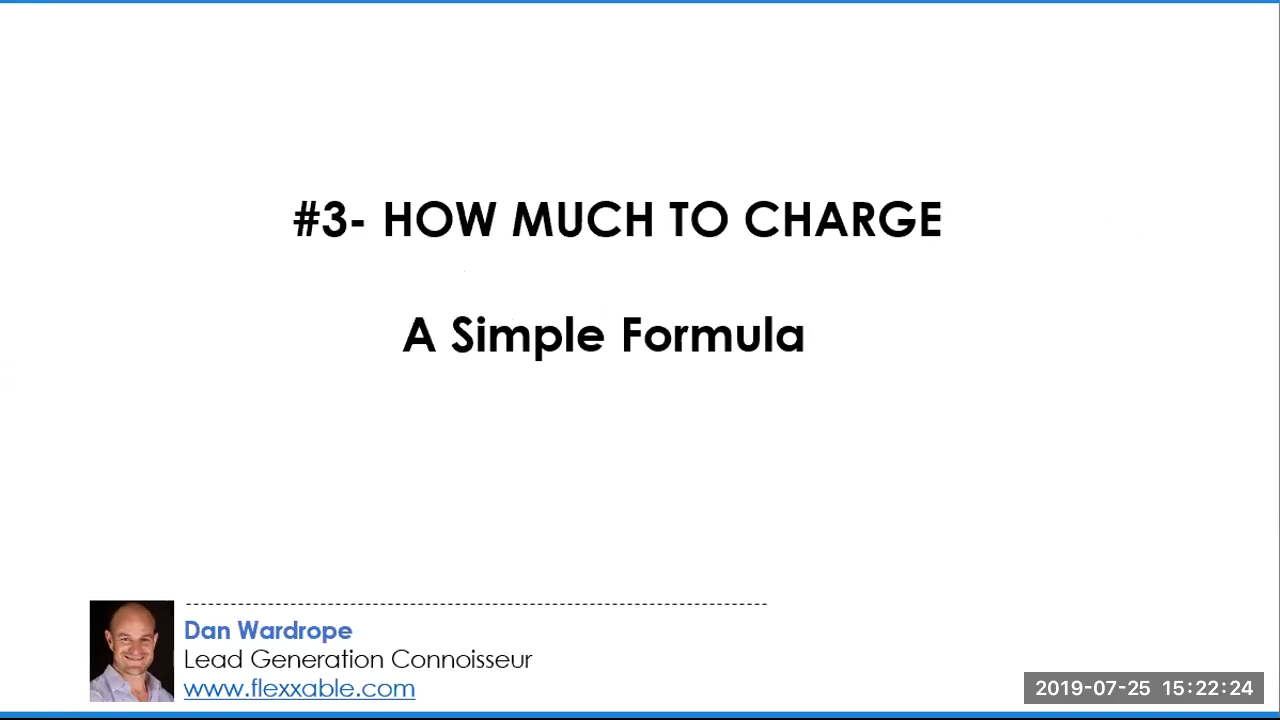 #3- HOW MUCH TO CHARGE
A Simple Formula
Dan Wardrope
Lead Generation Connoisseur
www.flexxable.com
2019-07-25 15:22:24